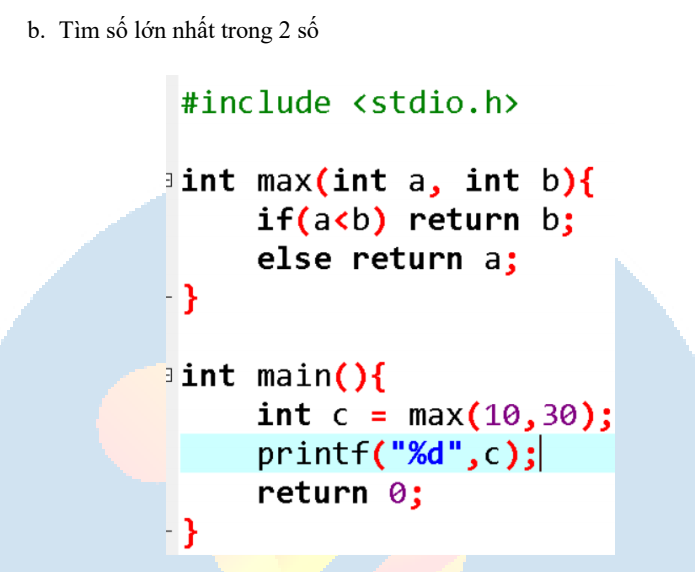 b. Tìm số lớn nhất trong 2 số
#include <stdio.h>
int max(int a, int b){
if(a<b) return b;
else return a;
}
int main(){
int c = max(10,30);
printf("%d",c);
return 0;
}